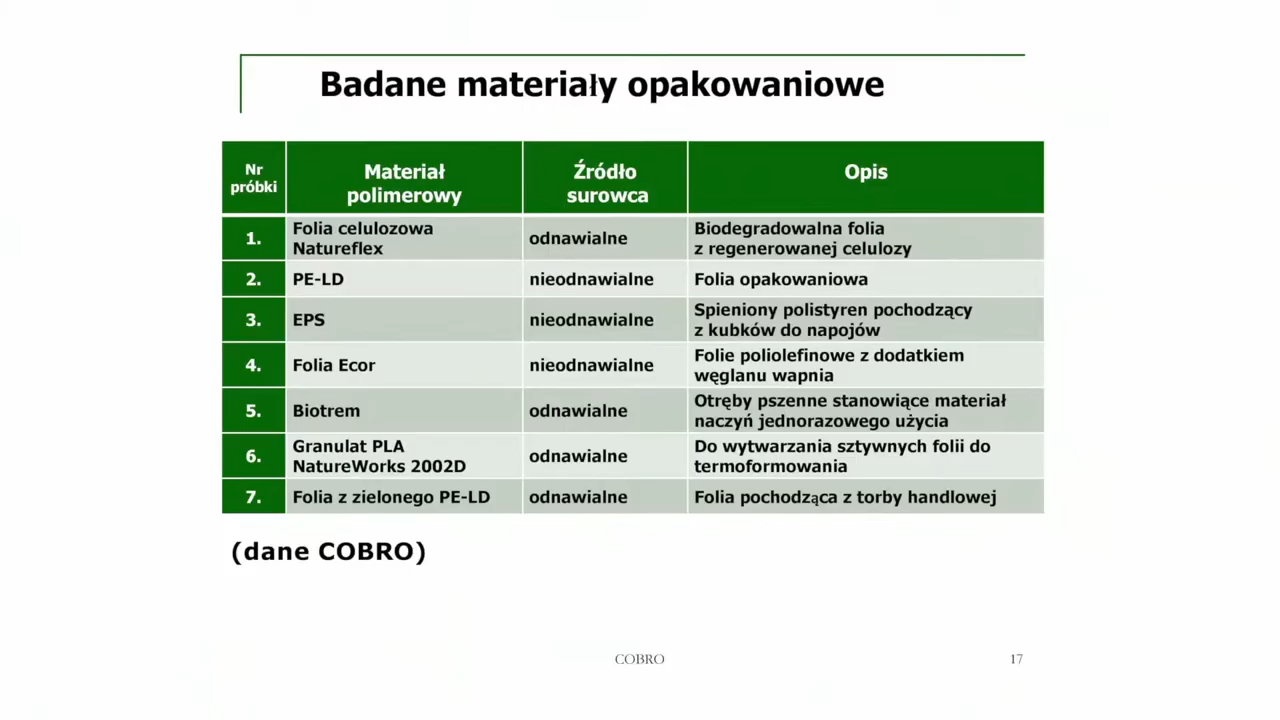 Badane materiały opakowaniowe
Nr próbki
Materiał polimerowy
Źródło surowca
Opis
1.
Folia celulozowa
Natureflex
odnawialne
Biodegradowalna folia
z regenerowanej celulozy
2.
PE-LD
nieodnawialne
Folia opakowaniowa
3.
EPS
nieodnawialne
Spieniony polistyren pochodzący
z kubków do napojów
4.
Folia Ecor
nieodnawialne
Folie poliolefinowe z dodatkiem
węglanu wapnia
5.
Biotrem
odnawialne
Otręby pszenne stanowiące materiał
naczyń jednorazowego użycia
6.
Granulat PLA
NatureWorks 2002D
odnawialne
Do wytwarzania sztywnych folii do
termoformowania
7.
Folia z zielonego PE-LD
odnawialne
Folia pochodząca z torby handlowej
(dane COBRO)
COBRO
17